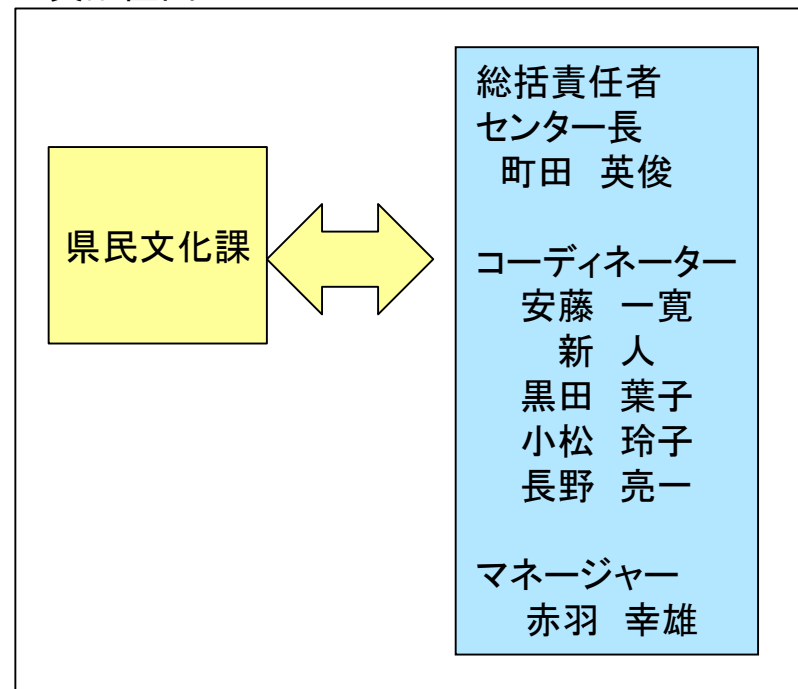 県民文化課
総括責任者
センター長
町田 英俊
コーディネーター
安藤 一寛
新 人
黒田 葉子
小松 玲子
長野 亮一
マネージャー
赤羽 幸雄